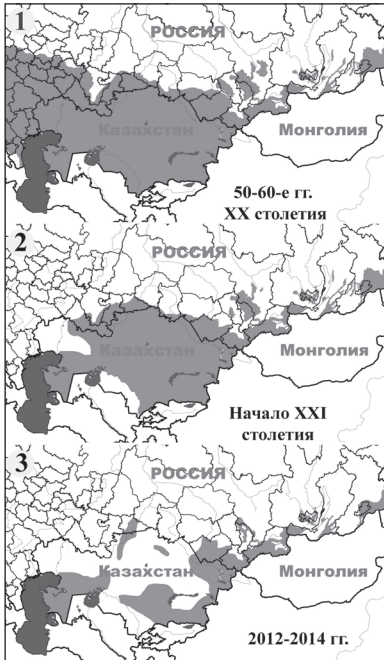 1
РОССИЯ
Казахстан
Монголия
50-60-е гг.
XX столетия
2
РОССИЯ
Казахстан
Монголия
Начало XXI
столетия
3
РОССИЯ
Казахстан
Монголия
2012-2014 гг.